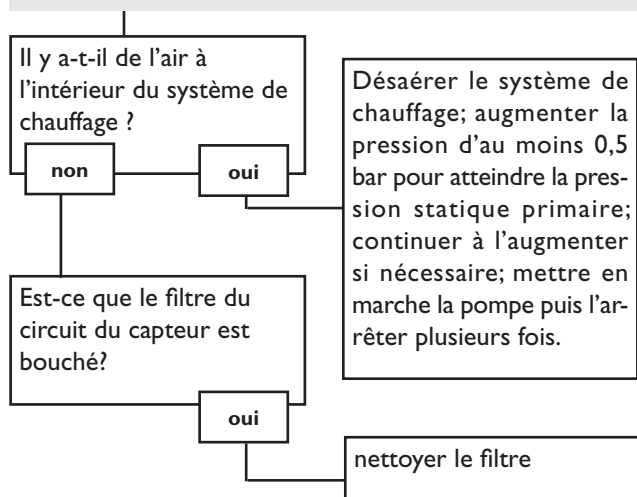 Il y a-t-il de l'air à
l'intérieur du système de
chauffage ?
non
oui
Désaérer le système de
chauffage; augmenter la
pression d'au moins 0,5
bar pour atteindre la pres-
sion statique primaire;
continuer à l'augmenter
si nécessaire; mettre en
marche la pompe puis l'ar-
rêter plusieurs fois.
Est-ce que le filtre du
circuit du capteur est
bouché?
oui
nettoyer le filtre